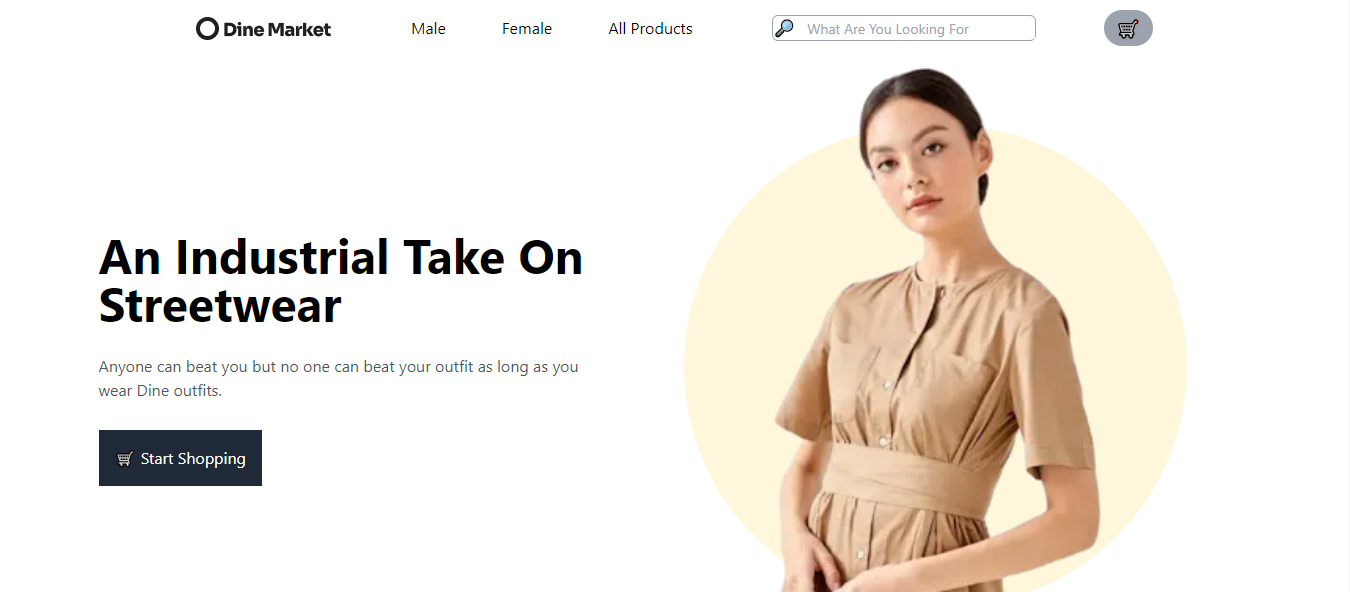 Dine Market
Male
Female
All Products
What Are You Looking For
An Industrial Take On
Streetwear
Anyone can beat you but no one can beat your outfit as long as you
wear Dine outfits.
Start Shopping